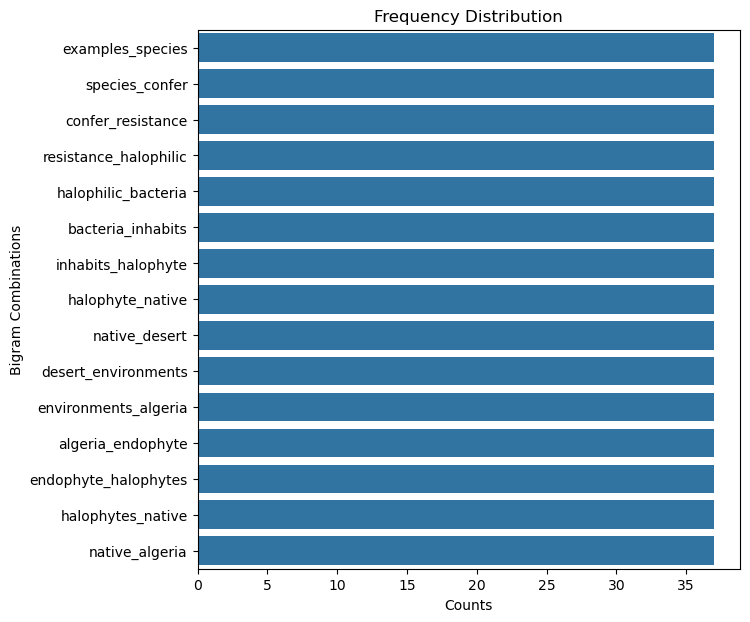 Frequency Distribution
Bigram Combinations
examples_species
species_confer
confer_resistance
resistance_halophilic
halophilic_bacteria
bacteria_inhabits
inhabits_halophyte
halophyte_native
native_desert
desert_environments
environments_algeria
algeria_endophyte
endophyte_halophytes
halophytes_native
native_algeria
0 5 10 15 20 25 30 35
Counts